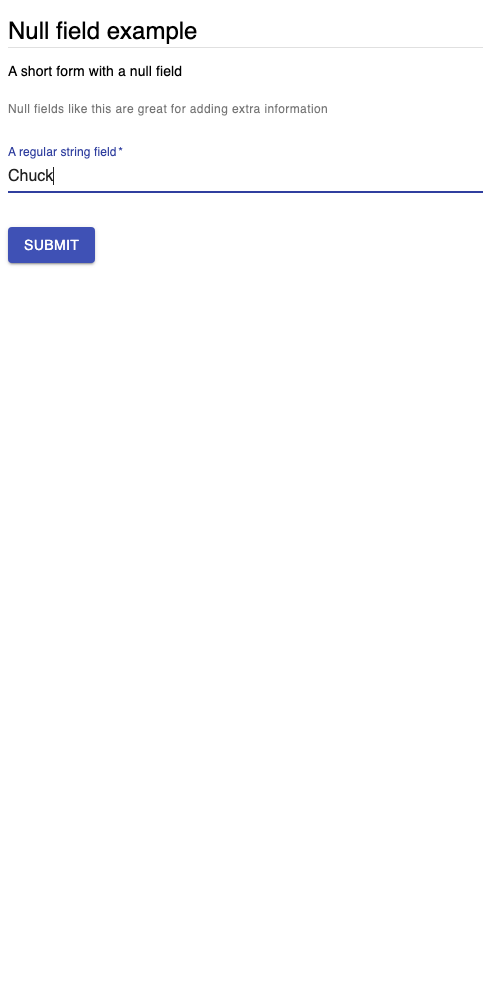 Null field example
A short form with a null field
Null fields like this are great for adding extra information
A regular string field *
Chuck
SUBMIT